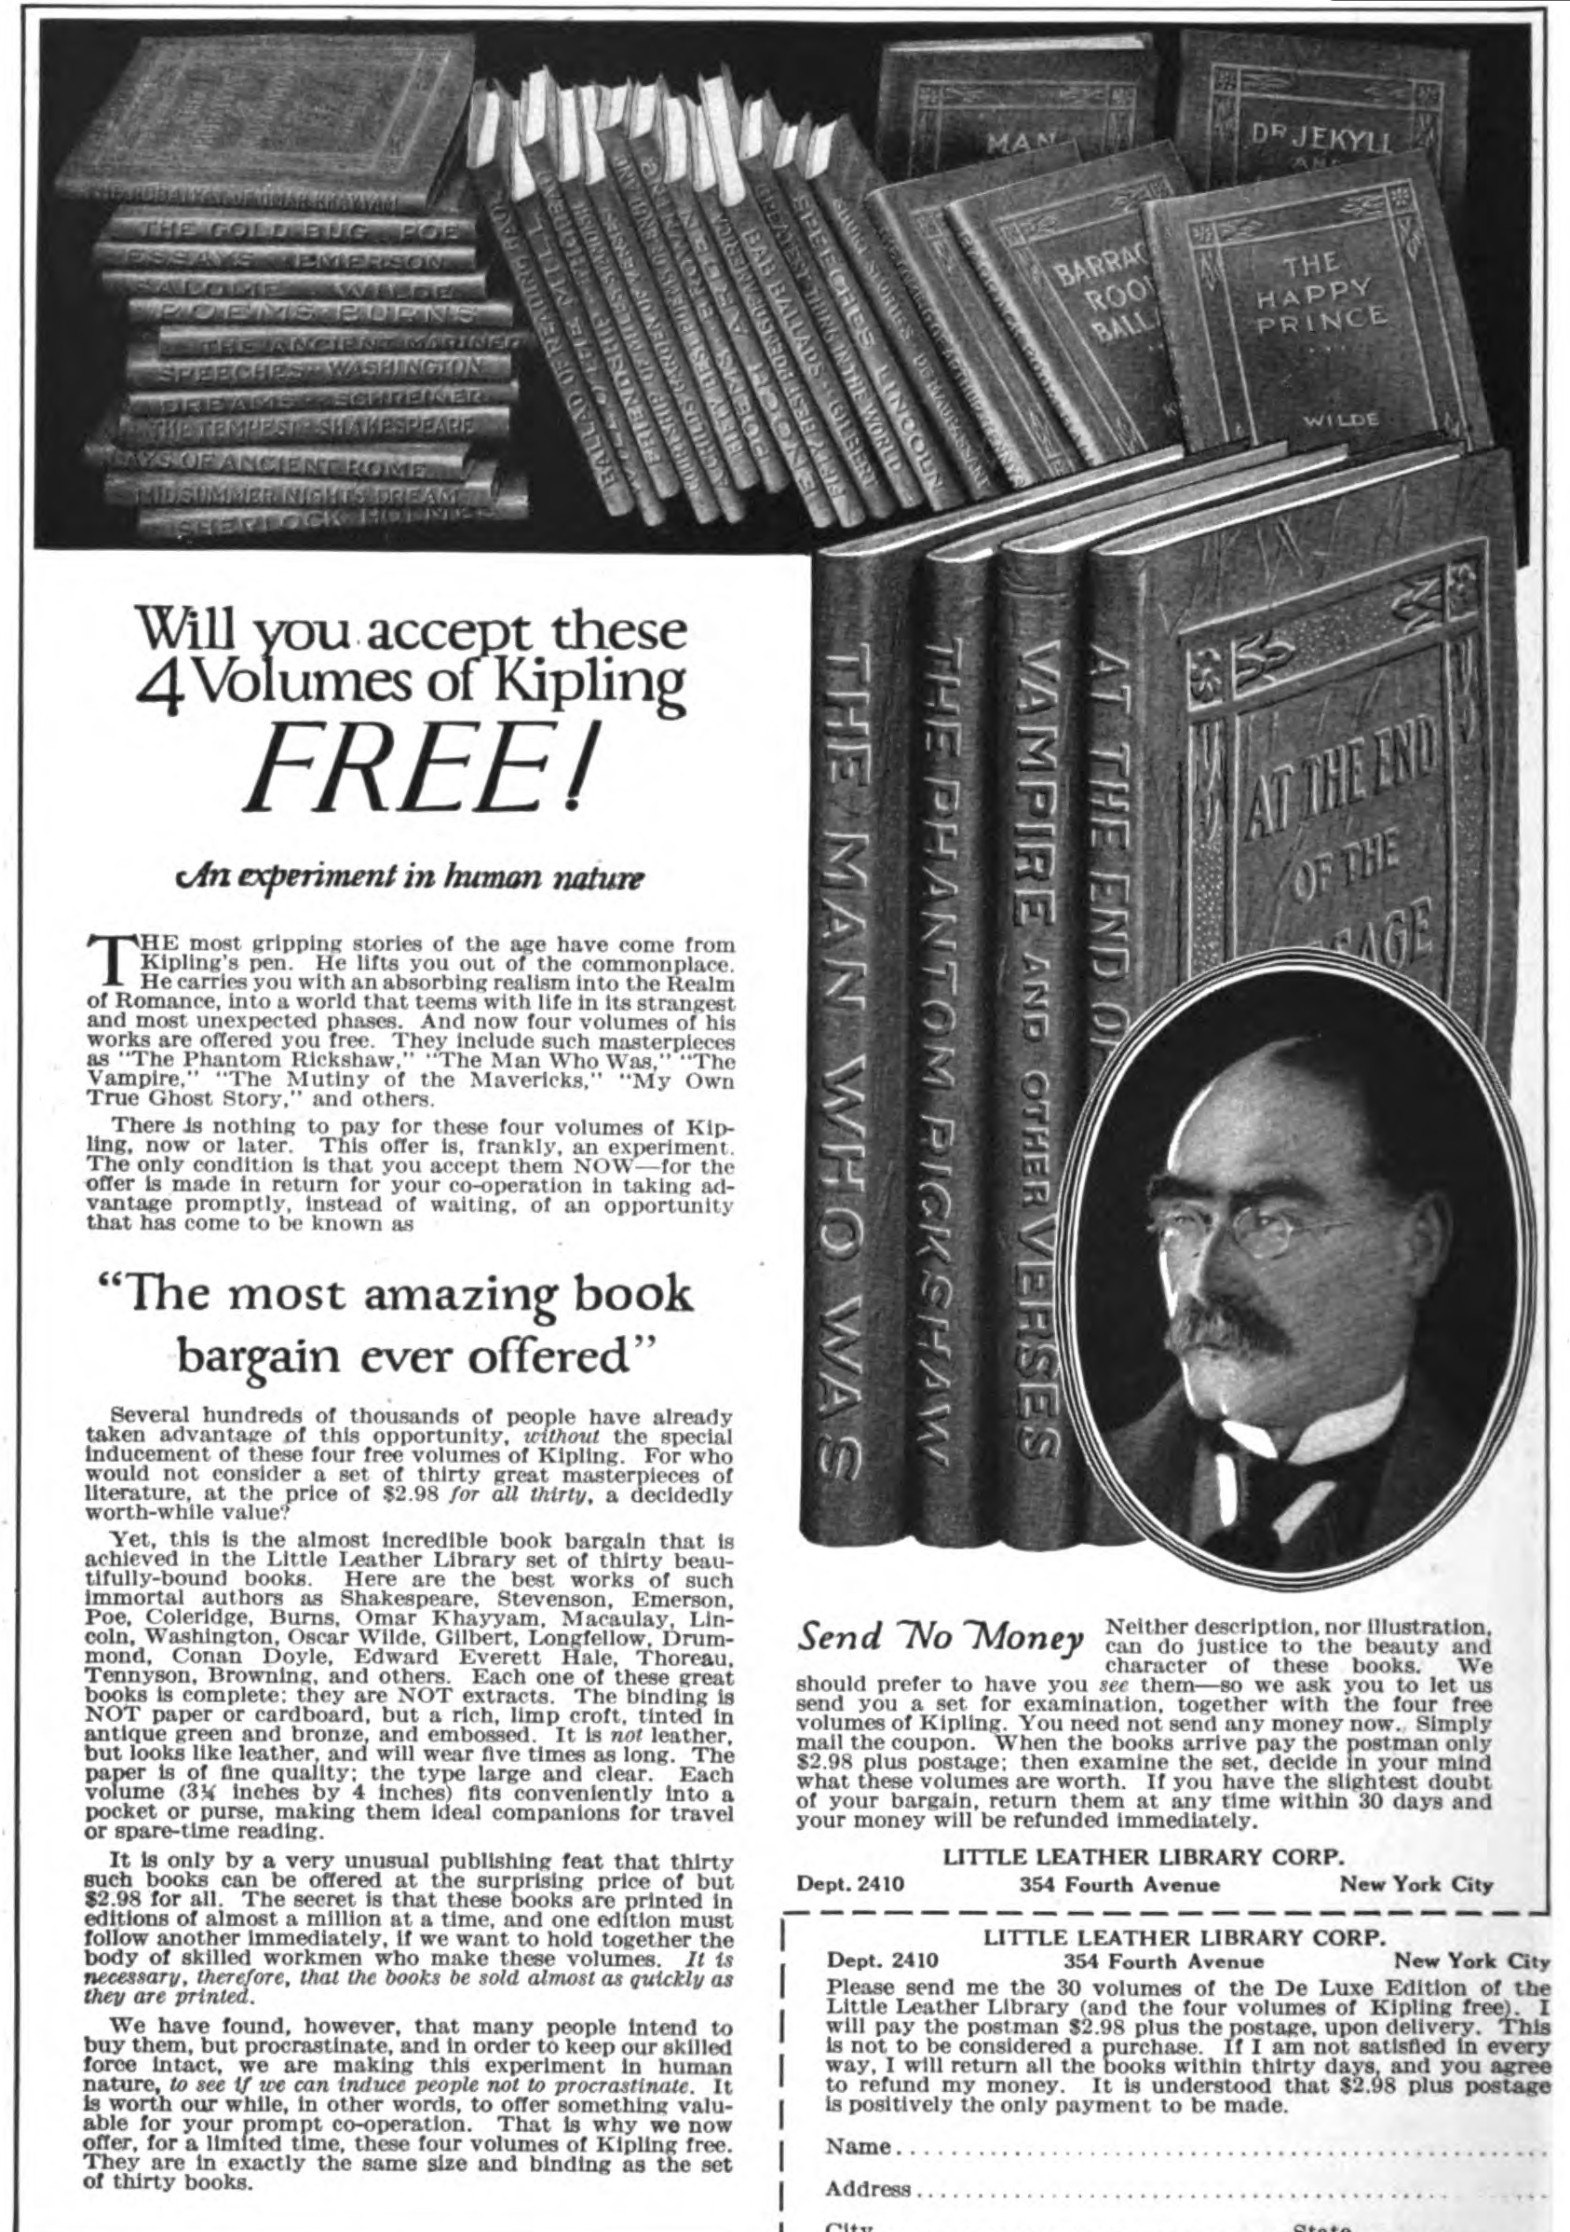 THE RUBAIYAT OF OMAR KHAYYAM
THE GOLD BUG POE
ESSAYS EMERSON
SALOME WILDE
POEMS BURNS
THE ANCIENT MARINER
SPEECHES WASHINGTON
DREAMS SCHREINER
THE TEMPEST SHAKESPEARE
LAYS OF ANCIENT ROME
MIDSUMMER NIGHT'S DREAM
SHERLOCK HOLMES
BALLAD OF READING GAOL
WILL O' THE MILL
FRIENDSHIP
POEMS
BAB BALLADS GILBERT
GREATEST THING IN THE WORLD
SPEECHES LINCOLN
SHORT STORIES DE MAUPASSANT
MAN
DR JEKYLL
AND
BARRAC
ROO
BALL
THE
HAPPY
PRINCE
WILDE
THE MAN WHO WAS
THE PHANTOM RICKSHAW
VAMPIRE AND OTHER VERSES
AT THE END OF
AT THE END
OF THE
Will you accept these
4 Volumes of Kipling
FREE!
An experiment in human nature
THE most gripping stories of the age have come from
Kipling's pen. He lifts you out of the commonplace.
He carries you with an absorbing realism into the Realm
of Romance, into a world that teems with life in its strangest
and most unexpected phases. And now four volumes of his
works are offered you free. They include such masterpieces
as "The Phantom Rickshaw," "The Man Who Was," "The
Vampire," "The Mutiny of the Mavericks," "My Own
True Ghost Story," and others.
There is nothing to pay for these four volumes of Kip-
ling, now or later. This offer is, frankly, an experiment.
The only condition is that you accept them NOW—for the
offer is made in return for your co-operation in taking ad-
vantage promptly, instead of waiting, of an opportunity
that has come to be known as
"The most amazing book
bargain ever offered"
Several hundreds of thousands of people have already
taken advantage of this opportunity, without the special
inducement of these four free volumes of Kipling. For who
would not consider a set of thirty great masterpieces of
literature, at the price of $2.98 for all thirty, a decidedly
worth-while value?
Yet, this is the almost incredible book bargain that is
achieved in the Little Leather Library set of thirty beau-
tifully-bound books. Here are the best works of such
immortal authors as Shakespeare, Stevenson, Emerson,
Poe, Coleridge, Burns, Omar Khayyam, Macaulay, Lin-
coln, Washington, Oscar Wilde, Gilbert, Longfellow, Drum-
mond, Conan Doyle, Edward Everett Hale, Thoreau,
Tennyson, Browning, and others. Each one of these great
books is complete; they are NOT extracts. The binding is
NOT paper or cardboard, but a rich, limp croft, tinted in
antique green and bronze, and embossed. It is not leather,
but looks like leather, and will wear five times as long. The
paper is of fine quality; the type large and clear. Each
volume (3¼ inches by 4 inches) fits conveniently into a
pocket or purse, making them ideal companions for travel
or spare-time reading.
It is only by a very unusual publishing feat that thirty
such books can be offered at the surprising price of but
$2.98 for all. The secret is that these books are printed in
editions of almost a million at a time, and one edition must
follow another immediately, if we want to hold together the
body of skilled workmen who make these volumes. It is
necessary, therefore, that the books be sold almost as quickly as
they are printed.
We have found, however, that many people intend to
buy them, but procrastinate, and in order to keep our skilled
force intact, we are making this experiment in human
nature, to see if we can induce people not to procrastinate. It
is worth our while, in other words, to offer something valu-
able for your prompt co-operation. That is why we now
offer, for a limited time, these four volumes of Kipling free.
They are in exactly the same size and binding as the set
of thirty books.
Send No Money Neither description, nor illustration,
can do justice to the beauty and
character of these books. We
should prefer to have you see them—so we ask you to let us
send you a set for examination, together with the four free
volumes of Kipling. You need not send any money now. Simply
mail the coupon. When the books arrive pay the postman only
$2.98 plus postage; then examine the set, decide in your mind
what these volumes are worth. If you have the slightest doubt
of your bargain, return them at any time within 30 days and
your money will be refunded immediately.
LITTLE LEATHER LIBRARY CORP.
Dept. 2410 354 Fourth Avenue New York City
LITTLE LEATHER LIBRARY CORP.
Dept. 2410 354 Fourth Avenue New York City
Please send me the 30 volumes of the De Luxe Edition of the
Little Leather Library (and the four volumes of Kipling free). I
will pay the postman $2.98 plus the postage, upon delivery. This
is not to be considered a purchase. If I am not satisfied in every
way, I will return all the books within thirty days, and you agree
to refund my money. It is understood that $2.98 plus postage
is positively the only payment to be made.
Name
Address
City State